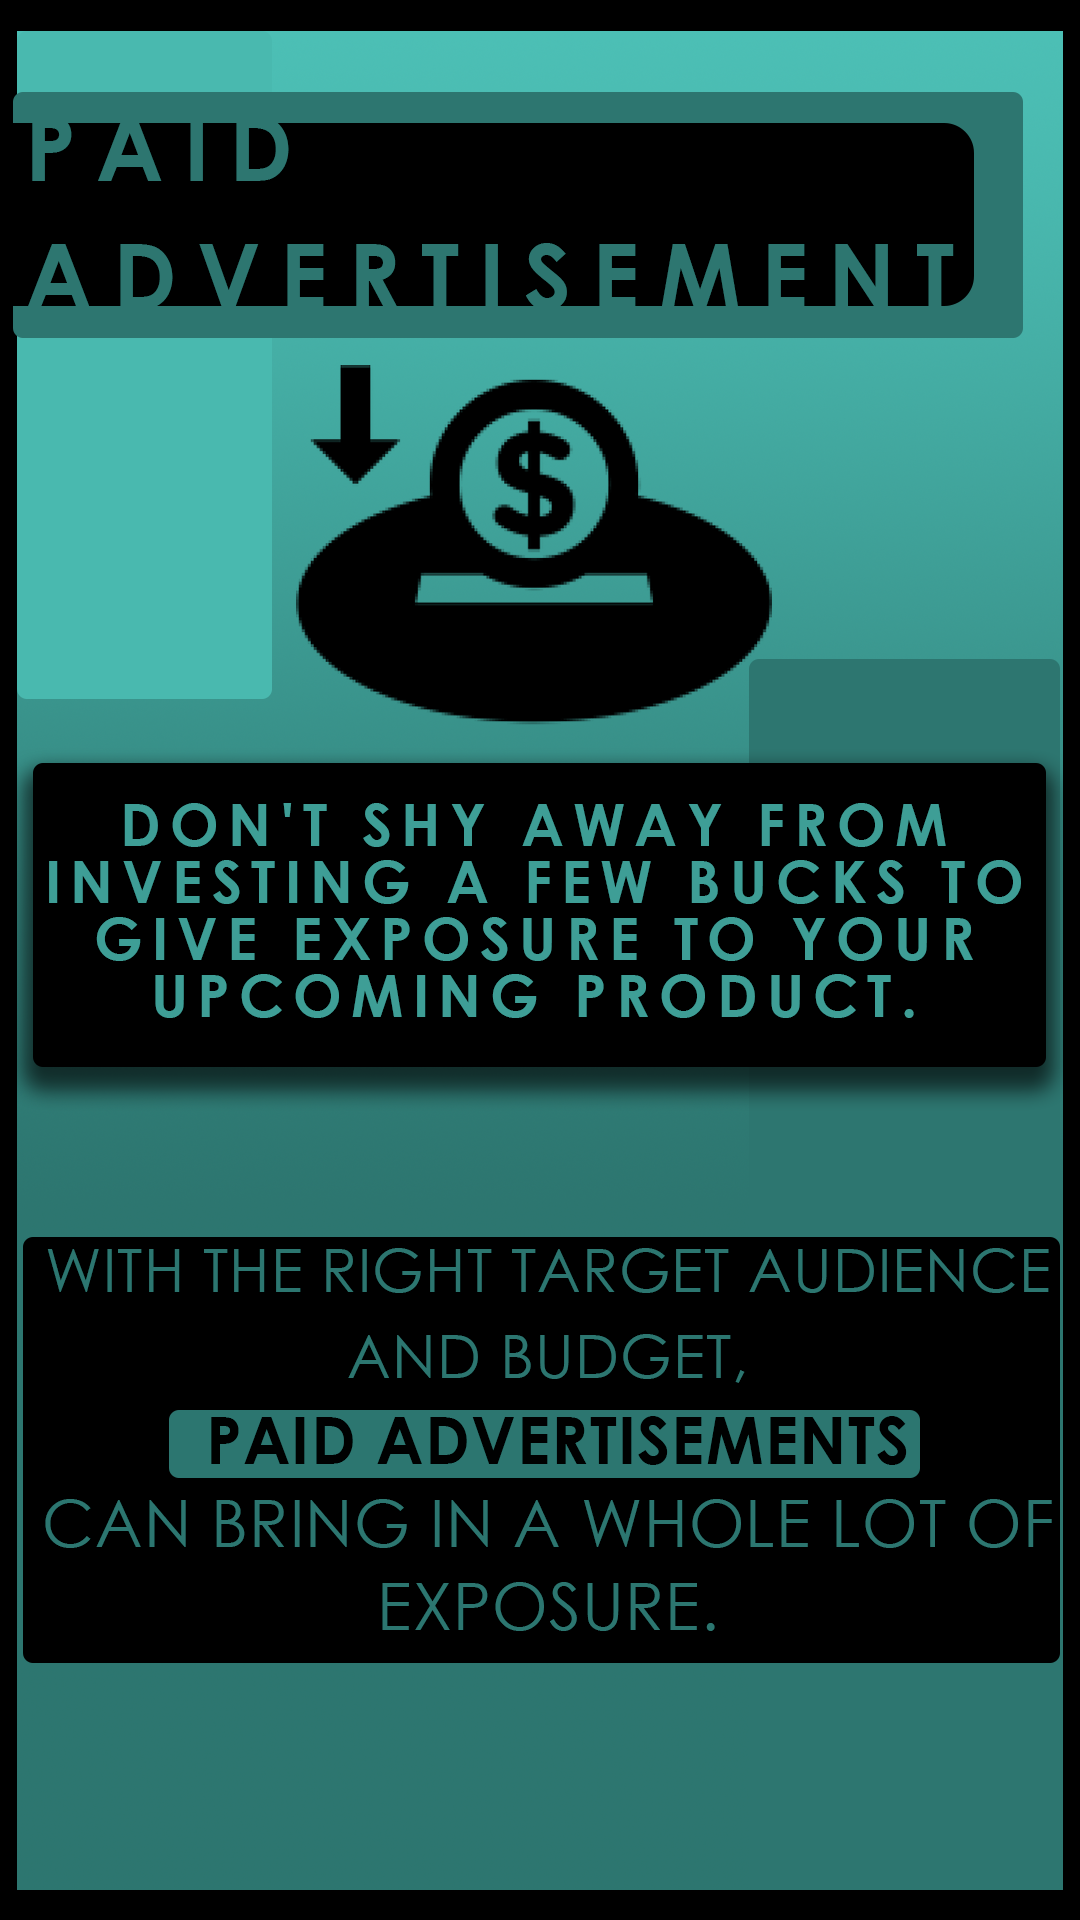 PAID
ADVERTISEMENT
$
DON'T SHY AWAY FROM
INVESTING A FEW BUCKS TO
GIVE EXPOSURE TO YOUR
UPCOMING PRODUCT.
WITH THE RIGHT TARGET AUDIENCE
AND BUDGET,
PAID ADVERTISEMENTS
CAN BRING IN A WHOLE LOT OF
EXPOSURE.